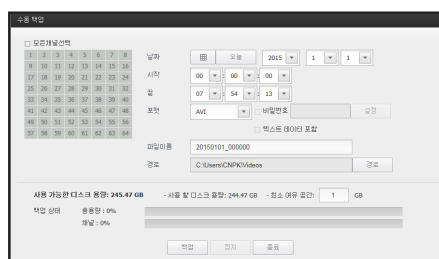 수동 백업
모든채널선택
1 2 3 4 5 6 7 8
9 10 11 12 13 14 15 16
17 18 19 20 21 22 23 24
25 26 27 28 29 30 31 32
33 34 35 36 37 38 39 40
41 42 43 44 45 46 47 48
49 50 51 52 53 54 55 56
57 58 59 60 61 62 63 64
날짜 오늘 2015 1 1
시작 00 : 00 : 00
끝 07 : 54 : 13
포맷 AVI 비밀번호 설정
텍스트 데이터 포함
파일이름 20150101_000000
경로 C:\Users\CNPK\Videos 경로
사용 가능한 디스크 용량: 245.47 GB - 사용 할 디스크 용량: 244.47 GB - 최소 여유 공간: 1 GB
백업 상태 총용량 : 0%
채널 : 0%
백업 정지 종료